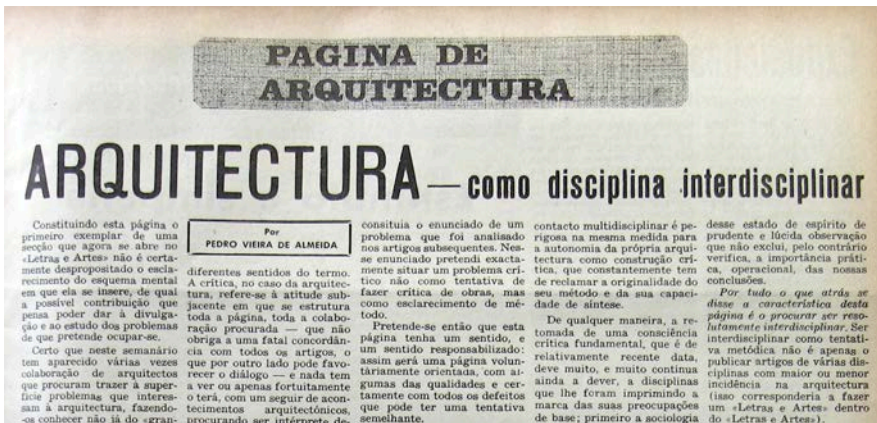 PAGINA DE
ARQUITECTURA
ARQUITECTURA — como disciplina interdisciplinar
Constituindo esta página o
primeiro exemplar de uma
secção que agora se abre no
«Letras e Artes» não é certa-
mente despropositado o escla-
recimento do esquema mental
em que ela se insere, de qual
a possível contribuição que
pensa poder dar à divulga-
ção e ao estudo dos problemas
de que pretende ocupar-se.
Certo que neste semanário
tem aparecido várias vezes
colaboração de arquitectos
que procuram trazer à super-
fície problemas que interes-
sam à arquitectura, fazendo-
-os conhecer não já do «gran-
Por
PEDRO VIEIRA DE ALMEIDA
diferentes sentidos do termo.
A crítica, no caso da arquitec-
tura, refere-se à atitude sub-
jacente em que se estrutura
toda a página, toda a colabo-
ração procurada — que não
obriga a uma fatal concordân-
cia com todos os artigos, o
que por outro lado pode favo-
recer o diálogo — e nada tem
a ver ou apenas fortuitamente
o terá, com um seguir de acon-
tecimentos arquitectónicos,
procurando ser intérprete de-
consituia o enunciado de um
problema que foi analisado
nos artigos subsequentes. Nes-
se enunciado pretendi exacta-
mente situar um problema crí-
tico não como tentativa de
fazer crítica de obras, mas
como esclarecimento de mé-
todo.
Pretende-se então que esta
página tenha um sentido, e
um sentido responsabilizado:
assim será uma página volun-
tàriamente orientada, com al-
gumas das qualidades e cer-
tamente com todos os defeitos
que pode ter uma tentativa
semelhante.
contacto multidisciplinar é pe-
rigosa na mesma medida para
a autonomia da própria arqui-
tectura como construção crí-
tica, que constantemente tem
de reclamar a originalidade do
seu método e da sua capaci-
dade de síntese.
De qualquer maneira, a re-
tomada de uma consciência
crítica fundamental, que é de
relativamente recente data,
deve muito, e muito continua
ainda a dever, a disciplinas
que lhe foram imprimindo a
marca das suas preocupações
de base; primeiro a sociologia
desse estado de espírito de
prudente e lúcida observação
que não exclui, pelo contrário
verifica, a importância práti-
ca, operacional, das nossas
conclusões.
Por tudo o que atrás se
disse a característica desta
página é o procurar ser reso-
lutamente interdisciplinar. Ser
interdisciplinar como tentati-
va metódica não é apenas o
publicar artigos de várias dis-
ciplinas com maior ou menor
incidência na arquitectura
(isso corresponderia a fazer
um «Letras e Artes» dentro
do «Letras e Artes»).